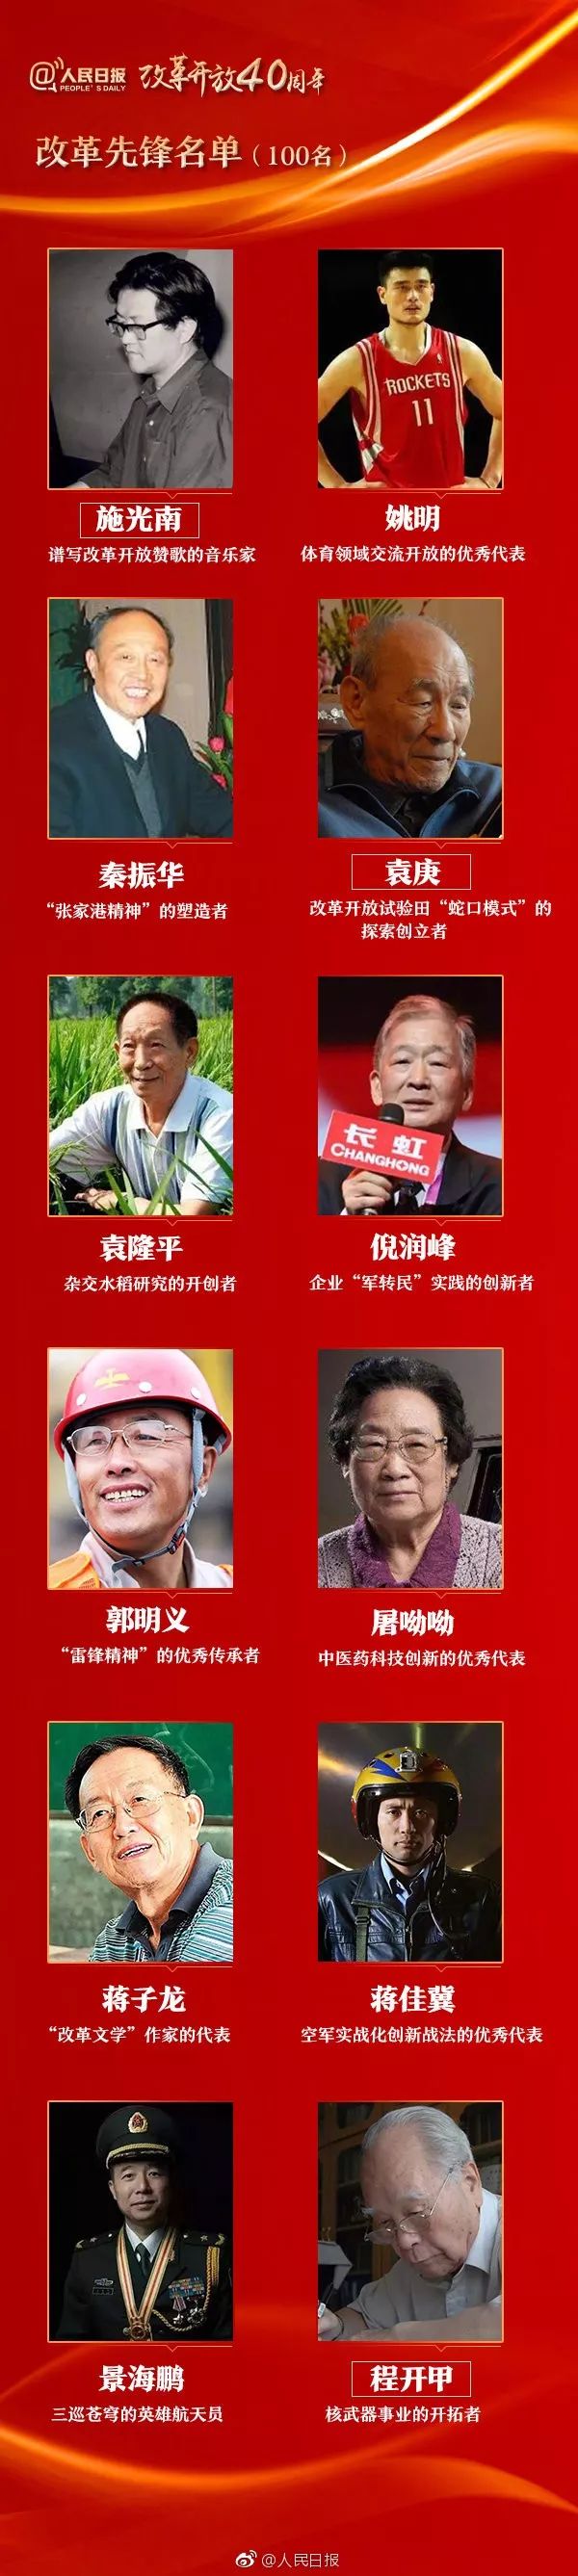 @人民日报 改革开放40周年
PEOPLE'S DAILY
改革先锋名单（100名）
ROCKETS
11
施光南
谱写改革开放赞歌的音乐家
姚明
体育领域交流开放的优秀代表
秦振华
“张家港精神”的塑造者
袁庚
改革开放试验田“蛇口模式”的
探索创立者
长虹
CHANGHONG
袁隆平
杂交水稻研究的开创者
倪润峰
企业“军转民”实践的创新者
郭明义
“雷锋精神”的优秀传承者
屠呦呦
中医药科技创新的优秀代表
蒋子龙
“改革文学”作家的代表
蒋佳冀
空军实战化创新战法的优秀代表
景海鹏
三巡苍穹的英雄航天员
程开甲
核武器事业的开拓者
@人民日报